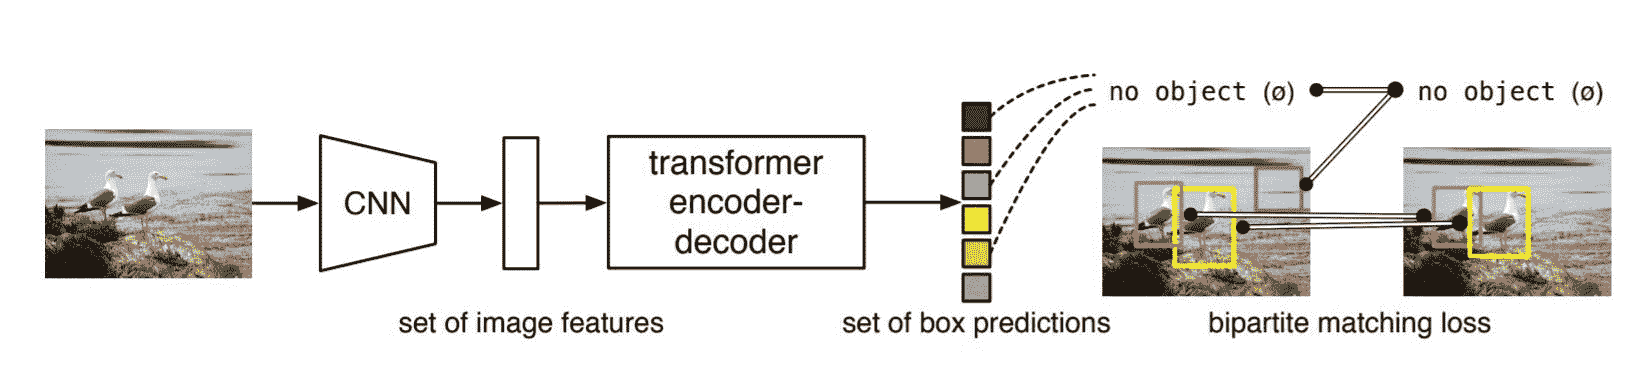 no object (ø)
no object (ø)
CNN
transformer
encoder-
decoder
set of image features
set of box predictions
bipartite matching loss